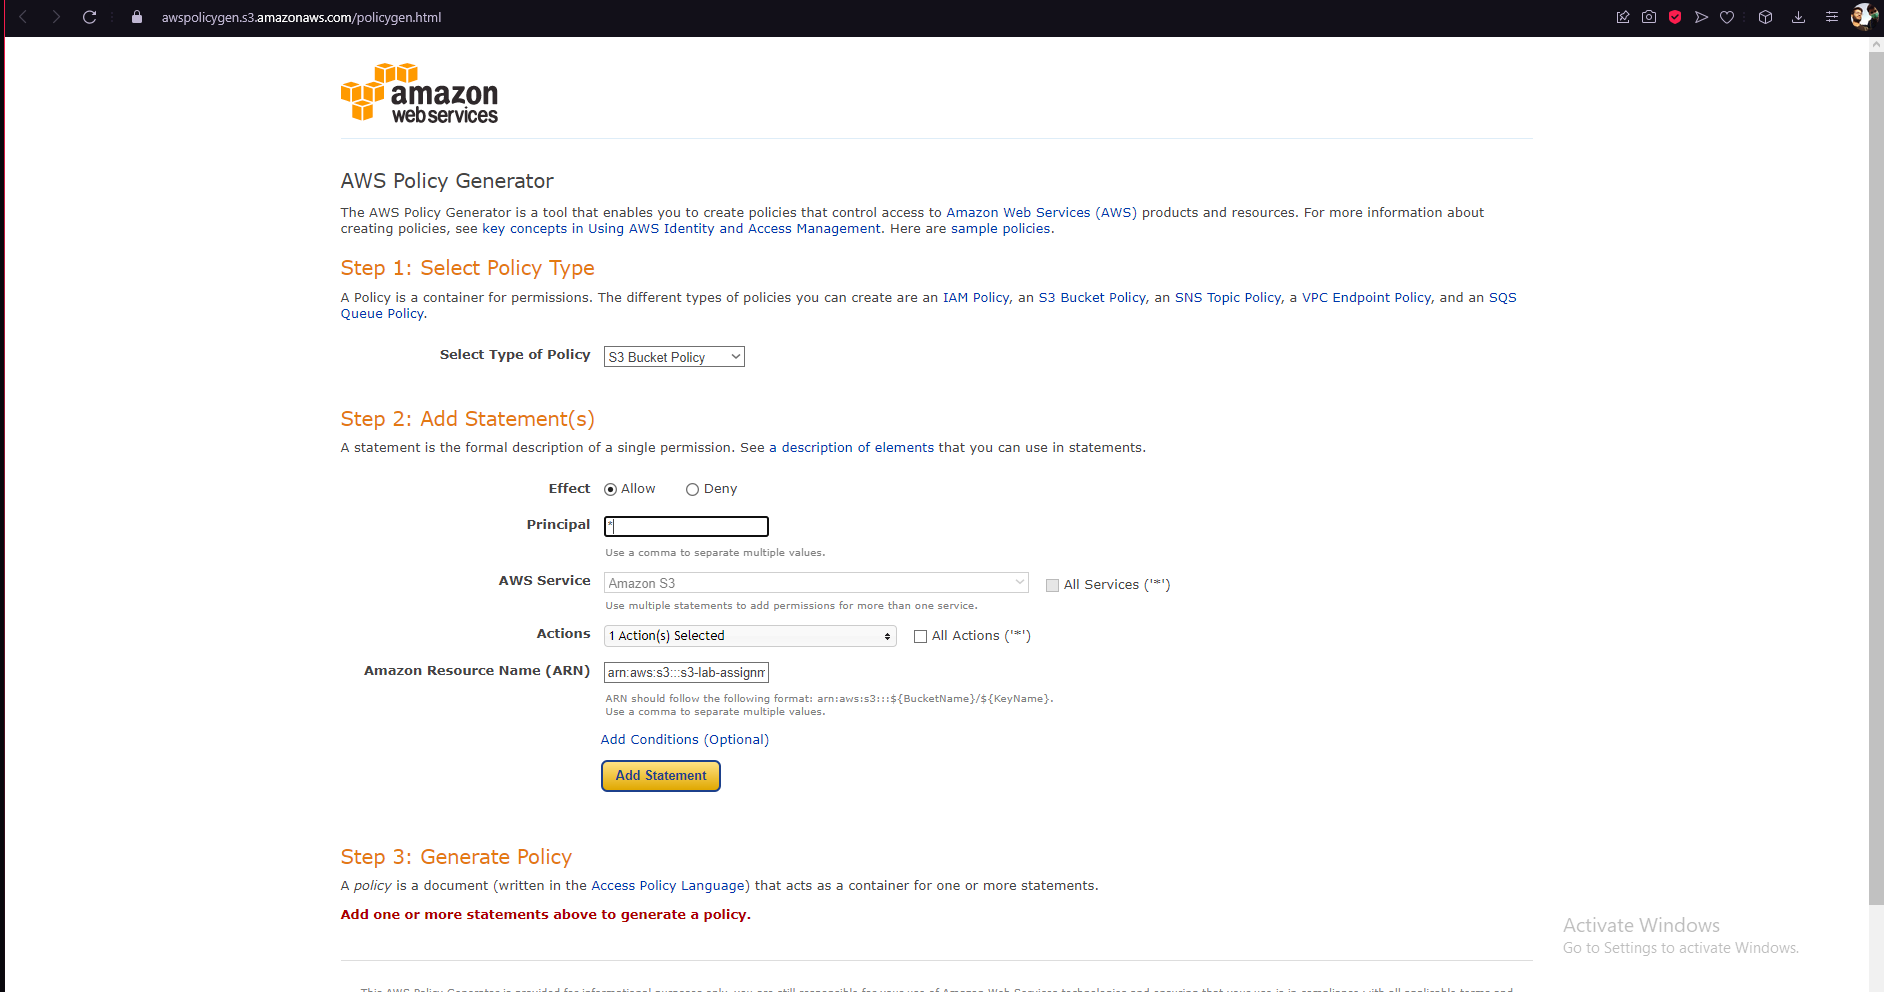 awspolicygen.s3.amazonaws.com/policygen.html
amazon
web services
AWS Policy Generator
The AWS Policy Generator is a tool that enables you to create policies that control access to Amazon Web Services (AWS) products and resources. For more information about
creating policies, see key concepts in Using AWS Identity and Access Management. Here are sample policies.
Step 1: Select Policy Type
A Policy is a container for permissions. The different types of policies you can create are an IAM Policy, an S3 Bucket Policy, an SNS Topic Policy, a VPC Endpoint Policy, and an SQS
Queue Policy.
Select Type of Policy S3 Bucket Policy
Step 2: Add Statement(s)
A statement is the formal description of a single permission. See a description of elements that you can use in statements.
Effect Allow Deny
Principal *
Use a comma to separate multiple values.
AWS Service Amazon S3 All Services ('*')
Use multiple statements to add permissions for more than one service.
Actions 1 Action(s) Selected All Actions ('*')
Amazon Resource Name (ARN) arn:aws:s3:::s3-lab-assignm
ARN should follow the following format: arn:aws:s3:::${BucketName}/${KeyName}.
Use a comma to separate multiple values.
Add Conditions (Optional)
Add Statement
Step 3: Generate Policy
A policy is a document (written in the Access Policy Language) that acts as a container for one or more statements.
Add one or more statements above to generate a policy.
Activate Windows
Go to Settings to activate Windows.